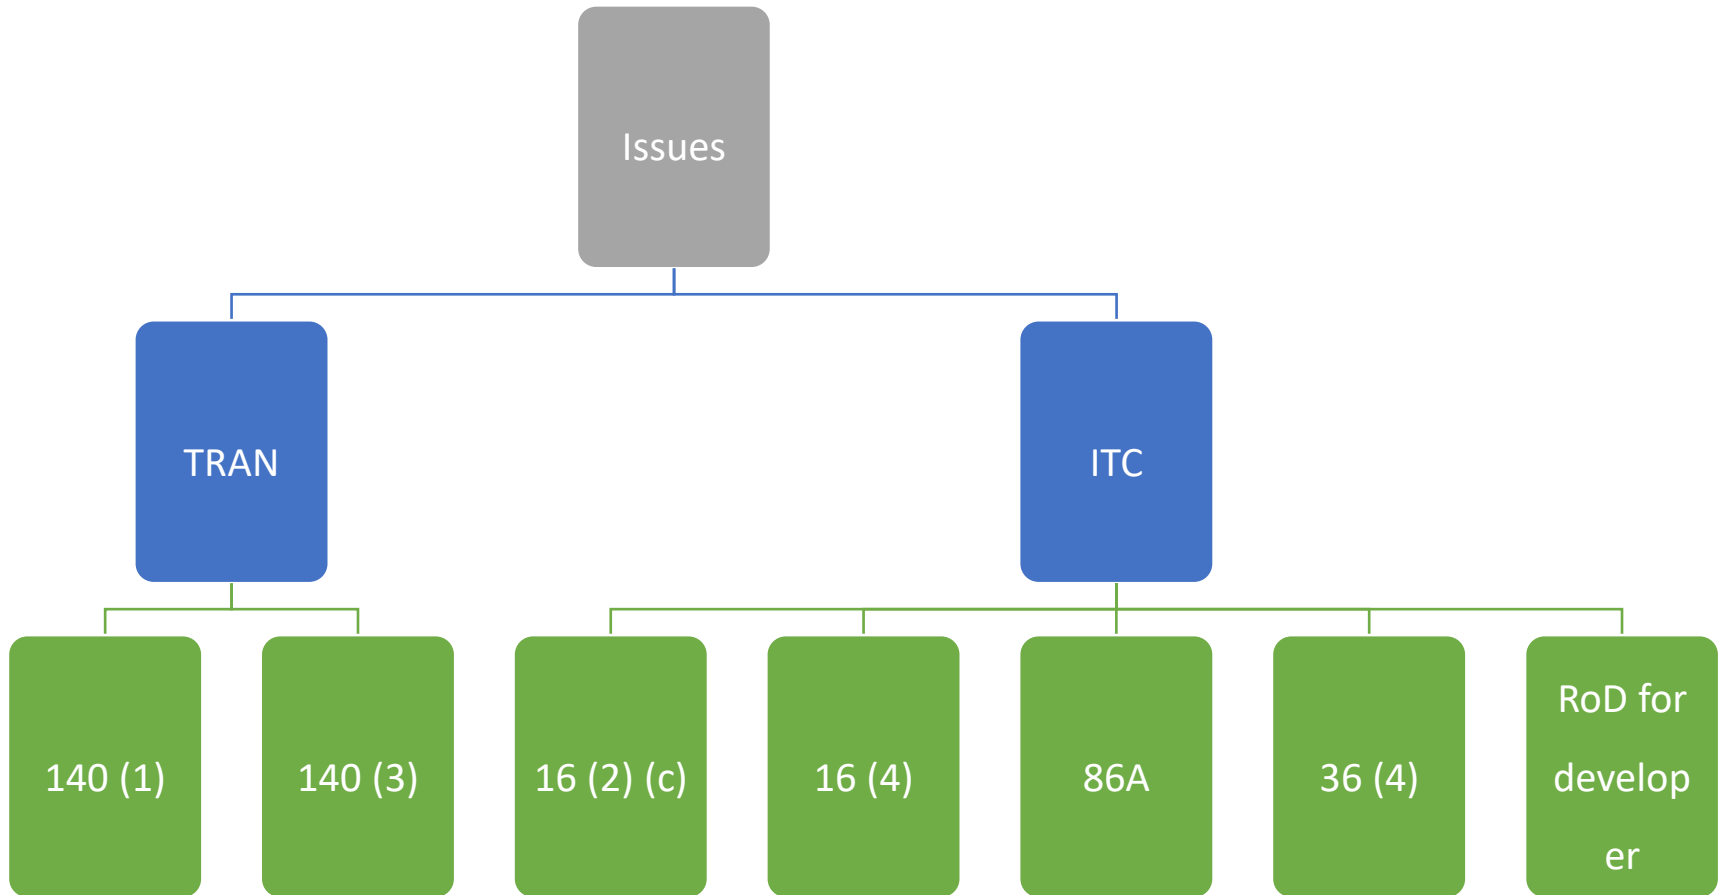 Issues
TRAN
ITC
140 (1)
140 (3)
16 (2) (c)
16 (4)
86A
36 (4)
RoD for
develop
er